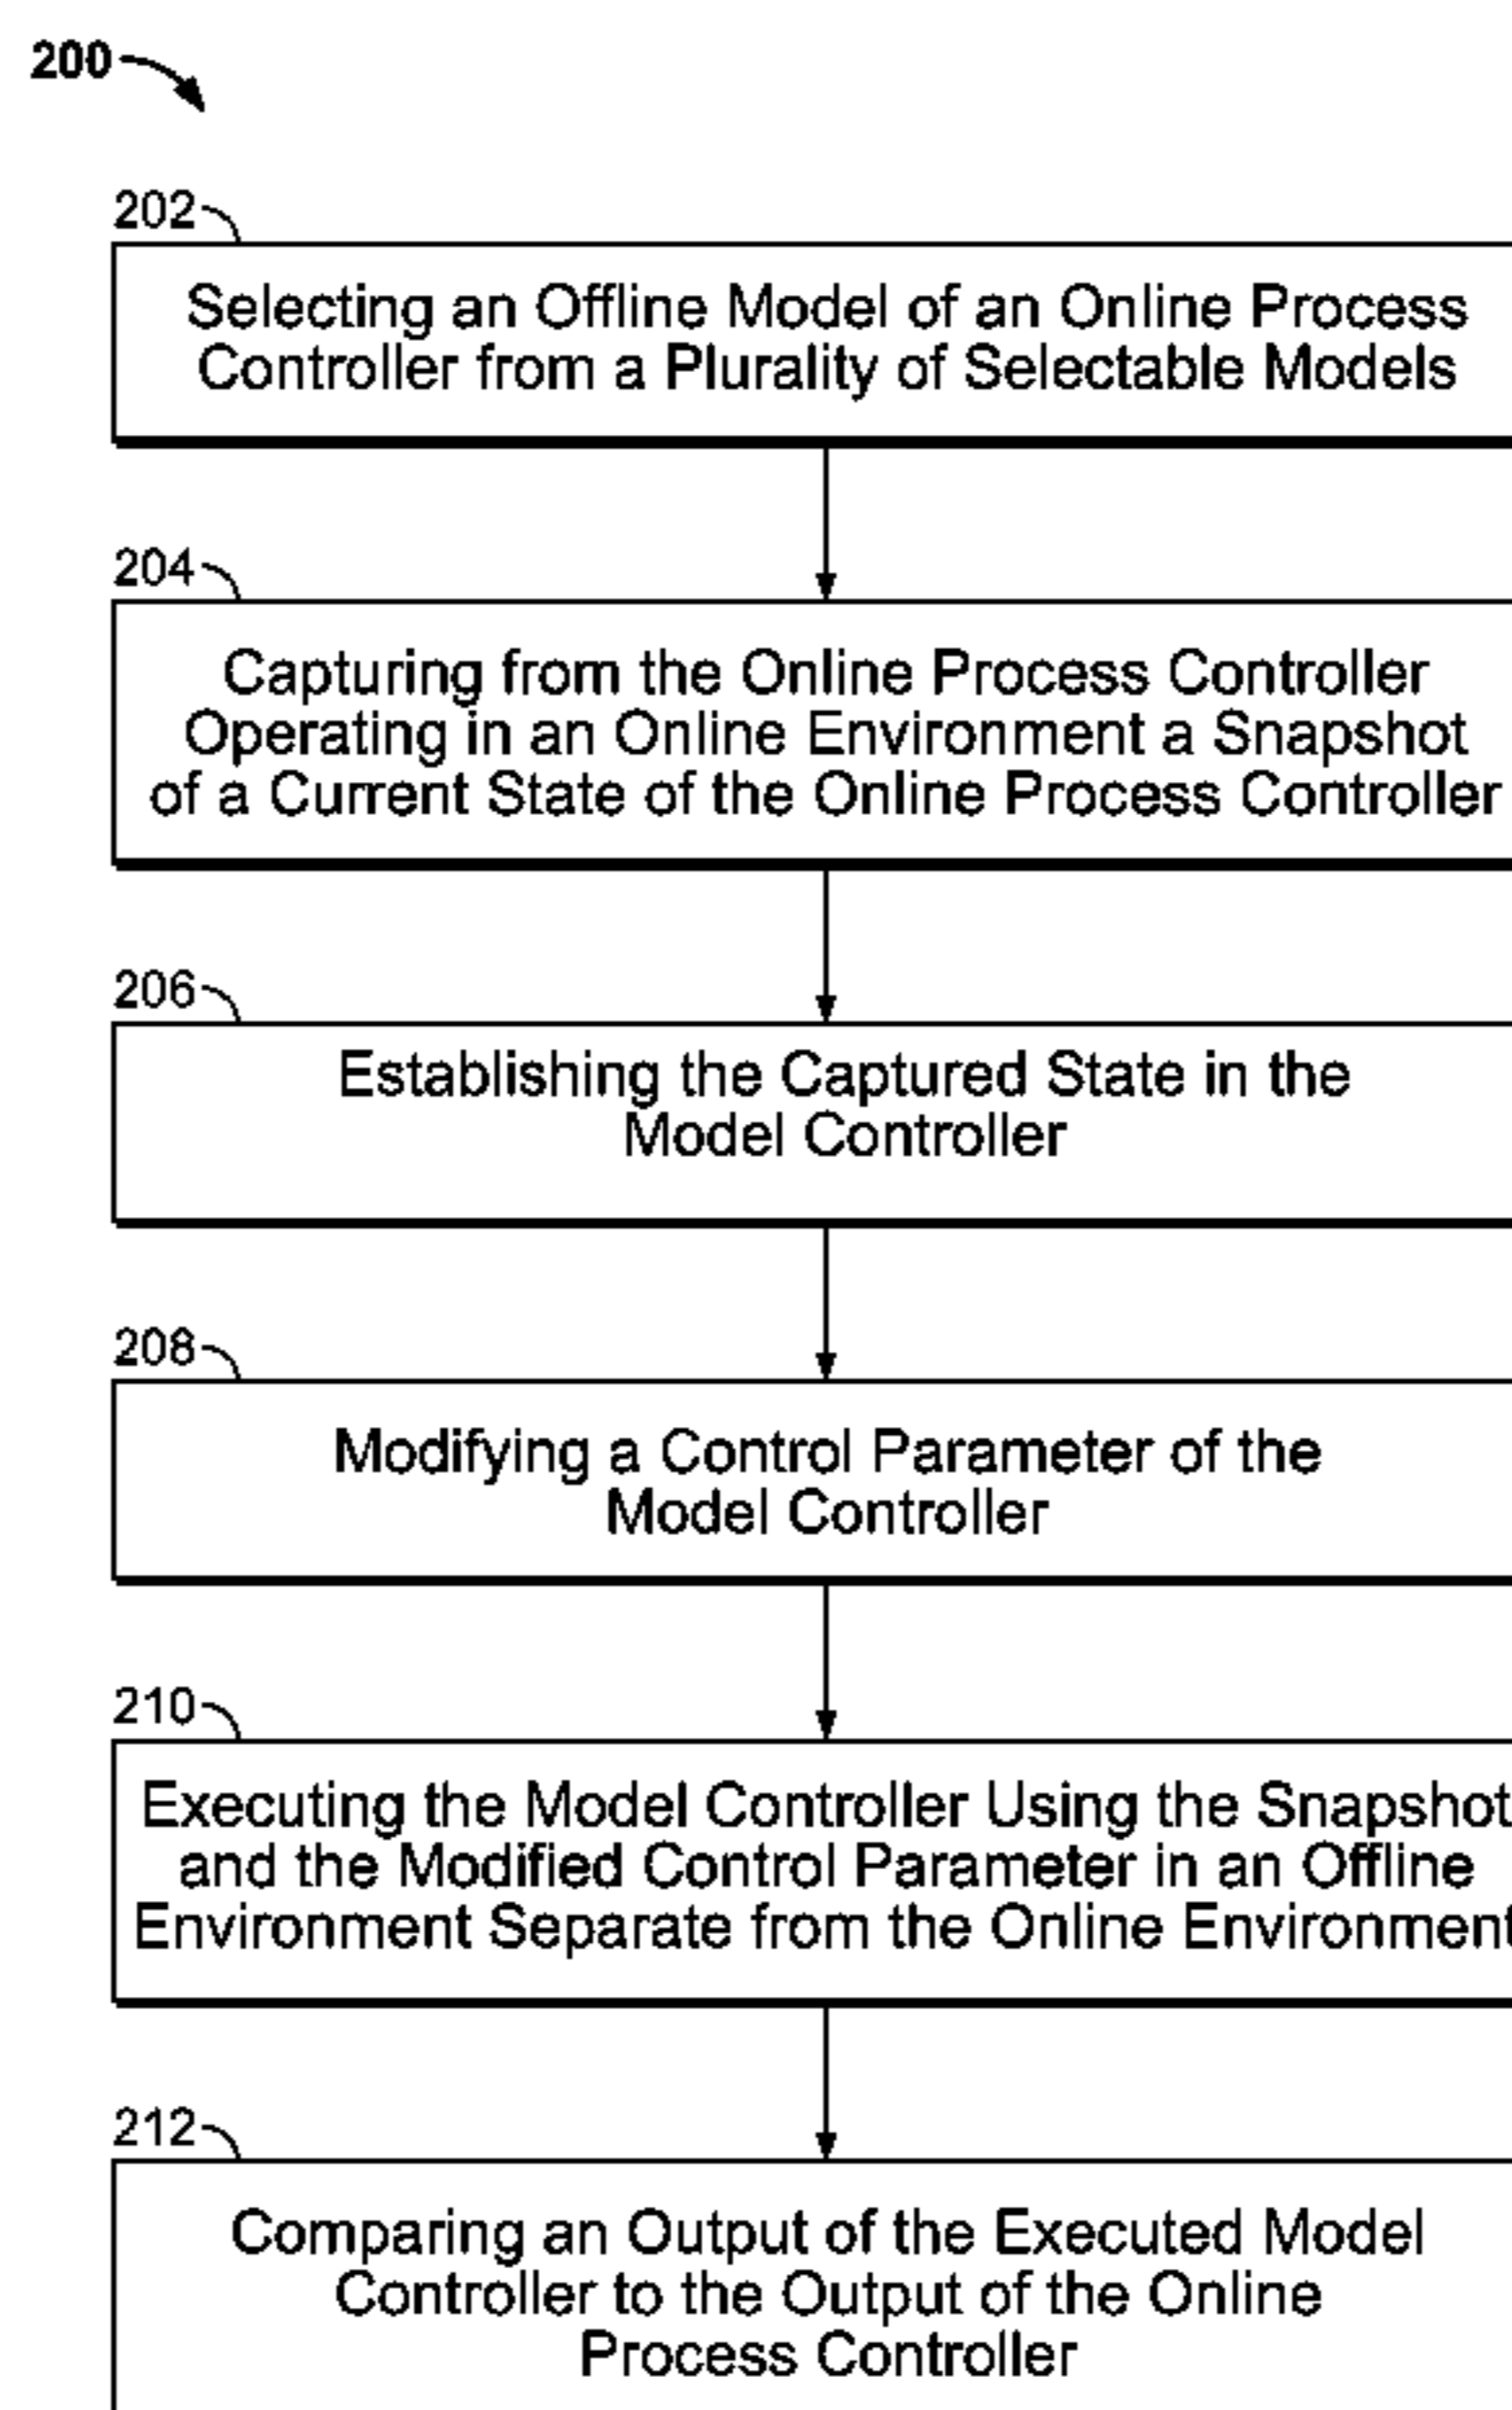 200
202
Selecting an Offline Model of an Online Process
Controller from a Plurality of Selectable Models
204
Capturing from the Online Process Controller
Operating in an Online Environment a Snapshot
of a Current State of the Online Process Controller
206
Establishing the Captured State in the
Model Controller
208
Modifying a Control Parameter of the
Model Controller
210
Executing the Model Controller Using the Snapshot
and the Modified Control Parameter in an Offline
Environment Separate from the Online Environment
212
Comparing an Output of the Executed Model
Controller to the Output of the Online
Process Controller